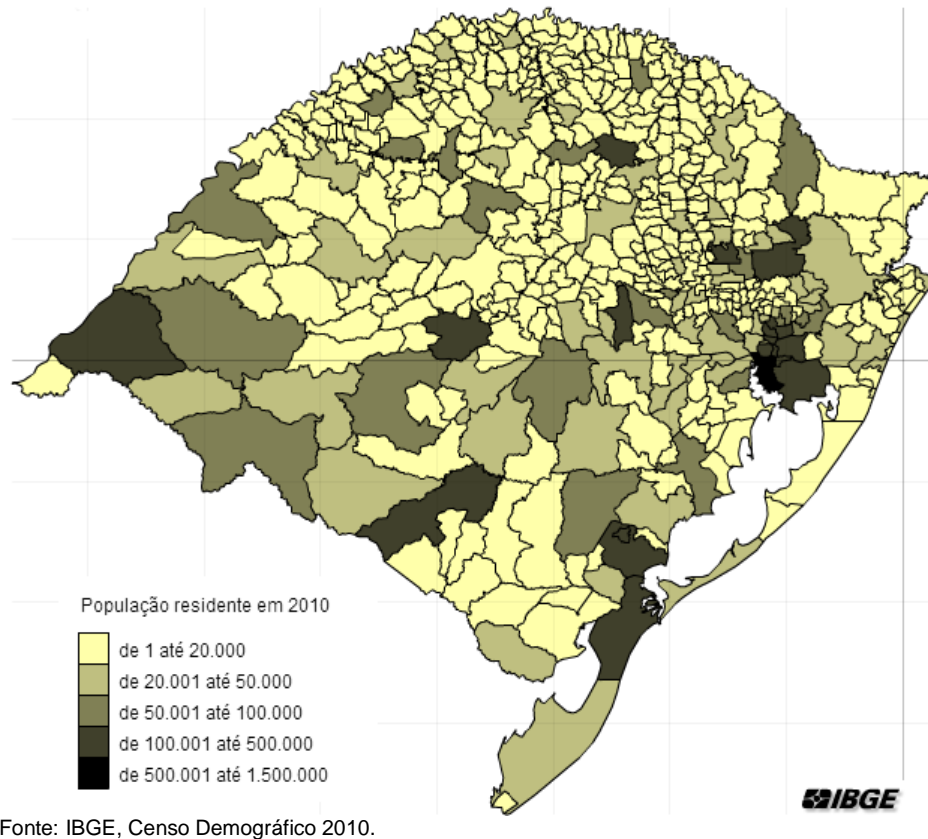 População residente em 2010
de 1 até 20.000
de 20.001 até 50.000
de 50.001 até 100.000
de 100.001 até 500.000
de 500.001 até 1.500.000
IBGE
Fonte: IBGE, Censo Demográfico 2010.